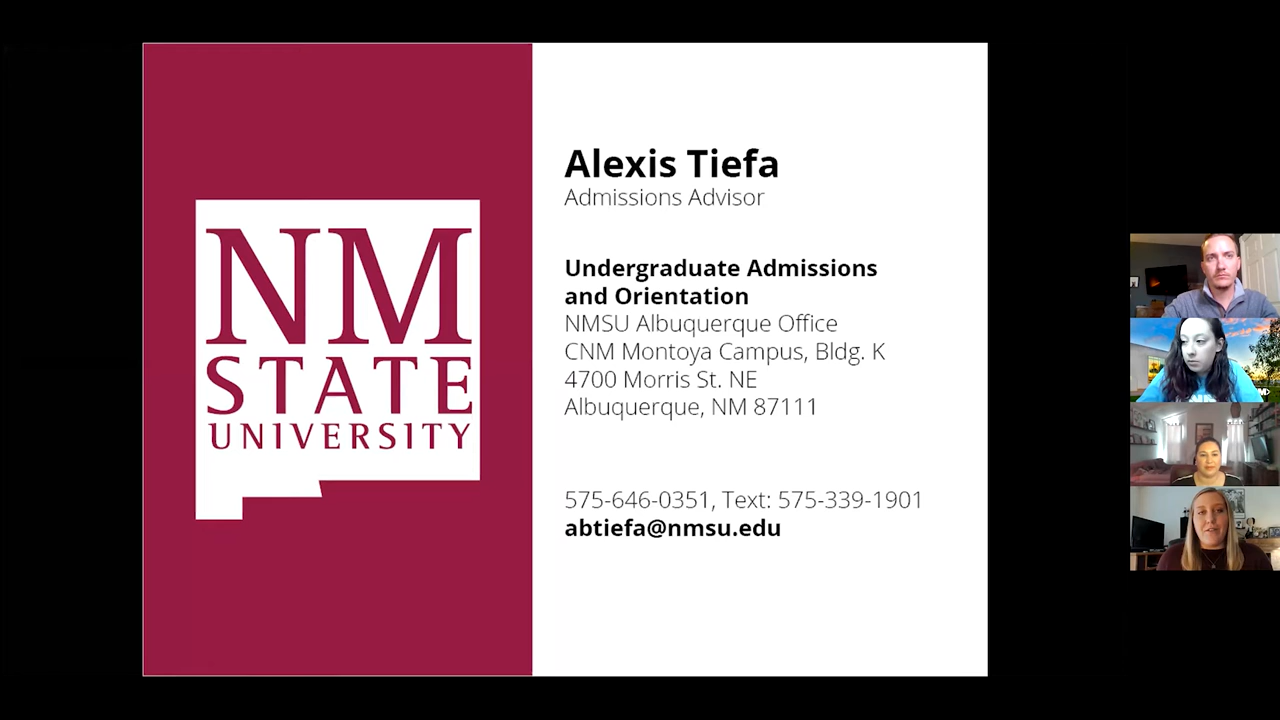 NM
STATE
UNIVERSITY
Alexis Tiefa
Admissions Advisor
Undergraduate Admissions
and Orientation
NMSU Albuquerque Office
CNM Montoya Campus, Bldg. K
4700 Morris St. NE
Albuquerque, NM 87111
575-646-0351, Text: 575-339-1901
abtiefa@nmsu.edu